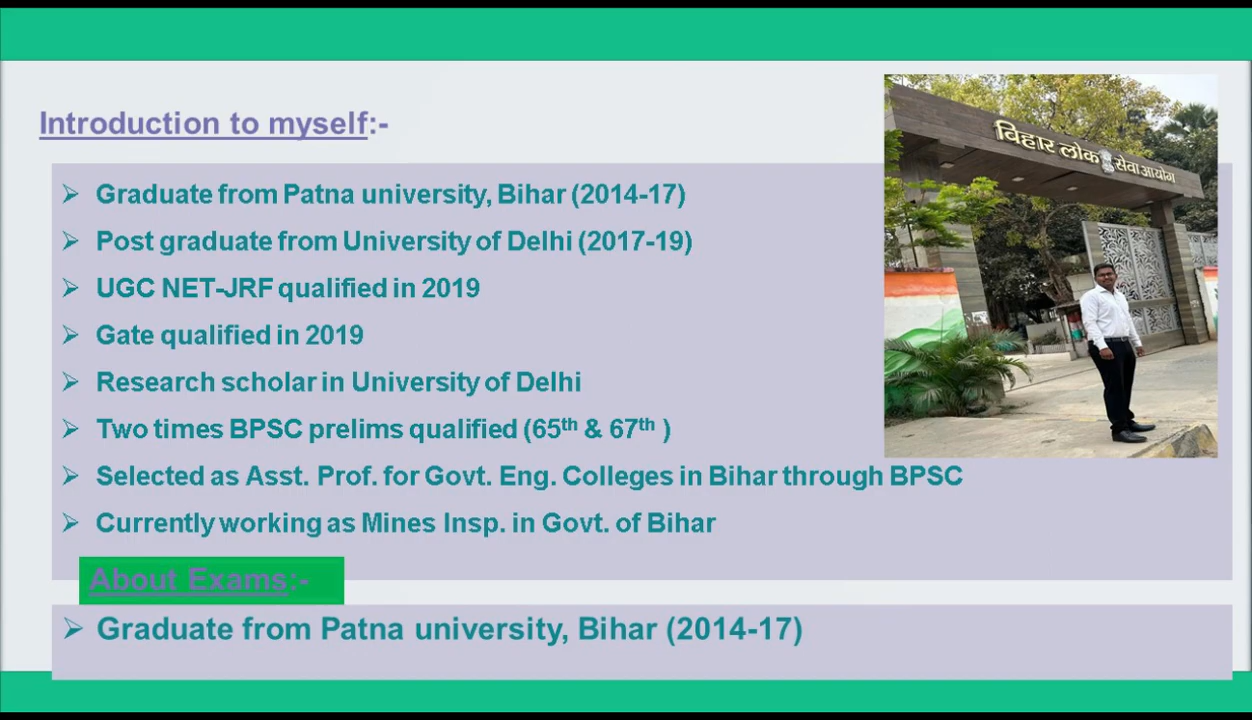 Introduction to myself:-
विहार लोक सेवा आयोग
➢ Graduate from Patna university, Bihar (2014-17)
➢ Post graduate from University of Delhi (2017-19)
➢ UGC NET-JRF qualified in 2019
➢ Gate qualified in 2019
➢ Research scholar in University of Delhi
➢ Two times BPSC prelims qualified (65th & 67th )
➢ Selected as Asst. Prof. for Govt. Eng. Colleges in Bihar through BPSC
➢ Currently working as Mines Insp. in Govt. of Bihar
About Exams:-
➢ Graduate from Patna university, Bihar (2014-17)